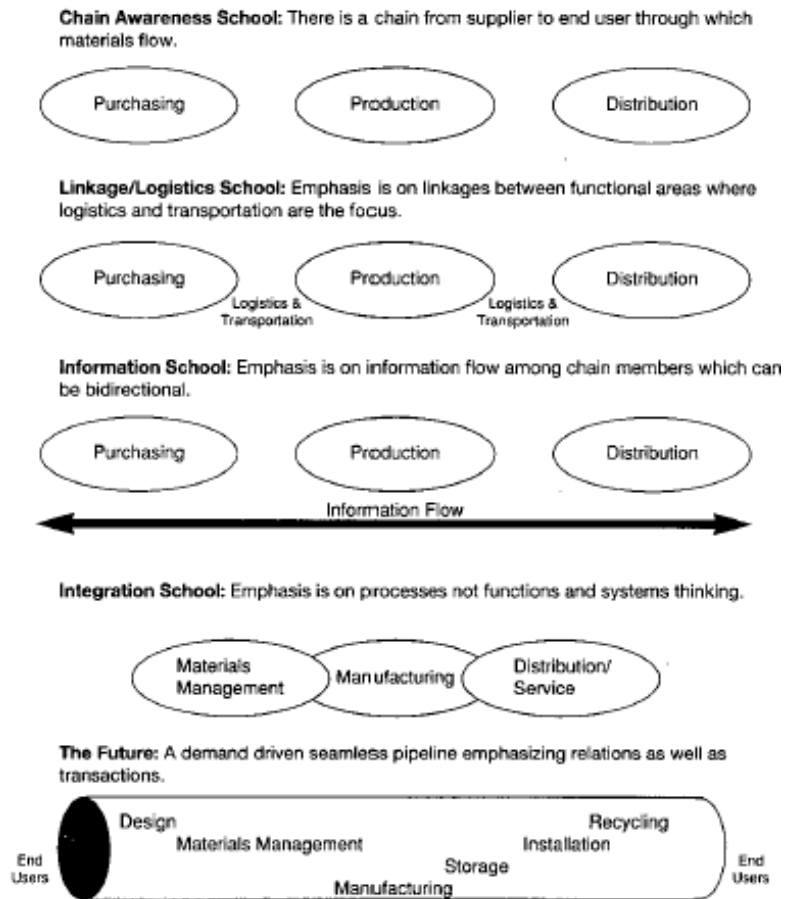 Chain Awareness School: There is a chain from supplier to end user through which
materials flow.
Purchasing
Production
Distribution
Linkage/Logistics School: Emphasis is on linkages between functional areas where
logistics and transportation are the focus.
Purchasing
Production
Distribution
Logistics &
Transportation
Logistics &
Transportation
Information School: Emphasis is on information flow among chain members which can
be bidirectional.
Purchasing
Production
Distribution
Information Flow
Integration School: Emphasis is on processes not functions and systems thinking.
Materials
Management
Manufacturing
Distribution/
Service
The Future: A demand driven seamless pipeline emphasizing relations as well as
transactions.
End
Users
Design
Materials Management
Manufacturing
Storage
Installation
Recycling
End
Users